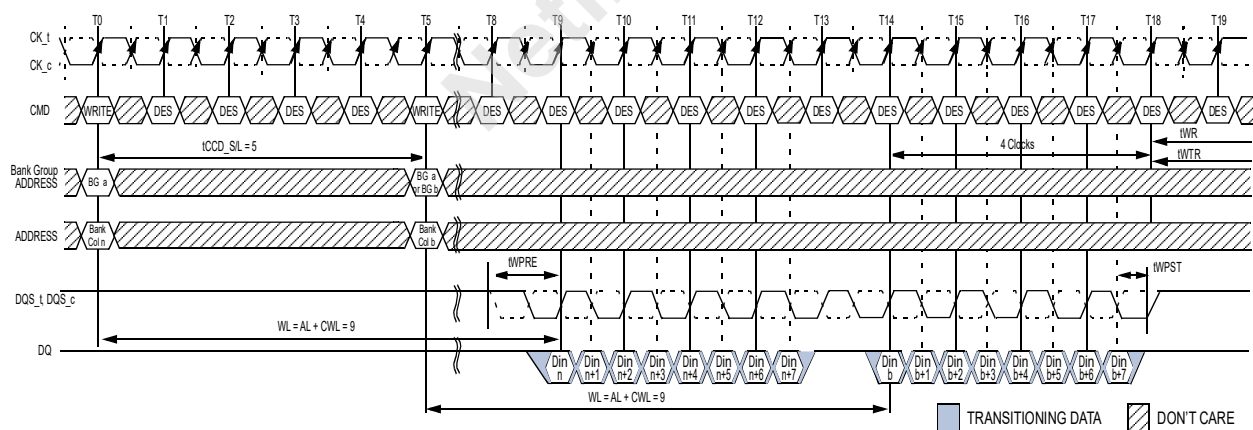 T0 T1 T2 T3 T4 T5 T8 T9 T10 T11 T12 T13 T14 T15 T16 T17 T18 T19
CK_t
CK_c
CMD WRITE DES DES DES DES WRITE DES DES DES DES DES DES DES DES DES DES DES DES
tCCD_S/L = 5
4 Clocks
tWR
tWTR
Bank Group
ADDRESS
BG a
BG a
or BG b
ADDRESS
Bank
Col n
Bank
Col b
tWPRE
tWPST
DQS_t, DQS_c
WL = AL + CWL = 9
DQ
Din
n
Din
n+1
Din
n+2
Din
n+3
Din
n+4
Din
n+5
Din
n+6
Din
n+7
Din
b
Din
b+1
Din
b+2
Din
b+3
Din
b+4
Din
b+5
Din
b+6
Din
b+7
WL = AL + CWL = 9
TRANSITIONING DATA
DON'T CARE